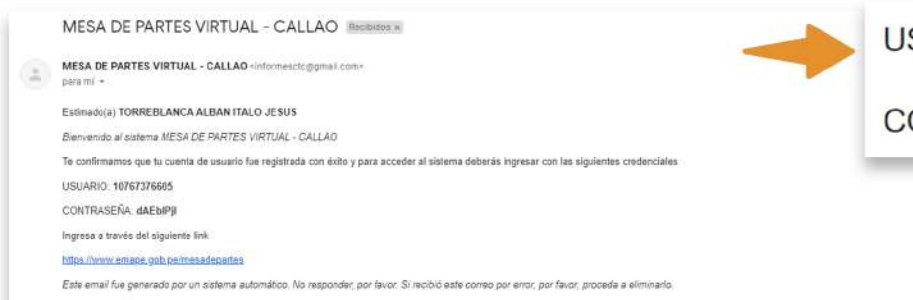 MESA DE PARTES VIRTUAL - CALLAO Recibidos x
MESA DE PARTES VIRTUAL - CALLAO <informesctc@gmail.com>
para mí
Estimado(a) TORREBLANCA ALBAN ITALO JESUS
Bienvenido al sistema MESA DE PARTES VIRTUAL - CALLAO
Te confirmamos que tu cuenta de usuario fue registrada con éxito y para acceder al sistema deberás ingresar con las siguientes credenciales
USUARIO: 10767376605
CONTRASEÑA: dAEbIPjI
Ingresa a través del siguiente link
https://www.emape.gob.pe/mesadepartes
Este email fue generado por un sistema automático. No responder, por favor. Si recibió este correo por error, por favor, proceda a eliminarlo.
US
CO